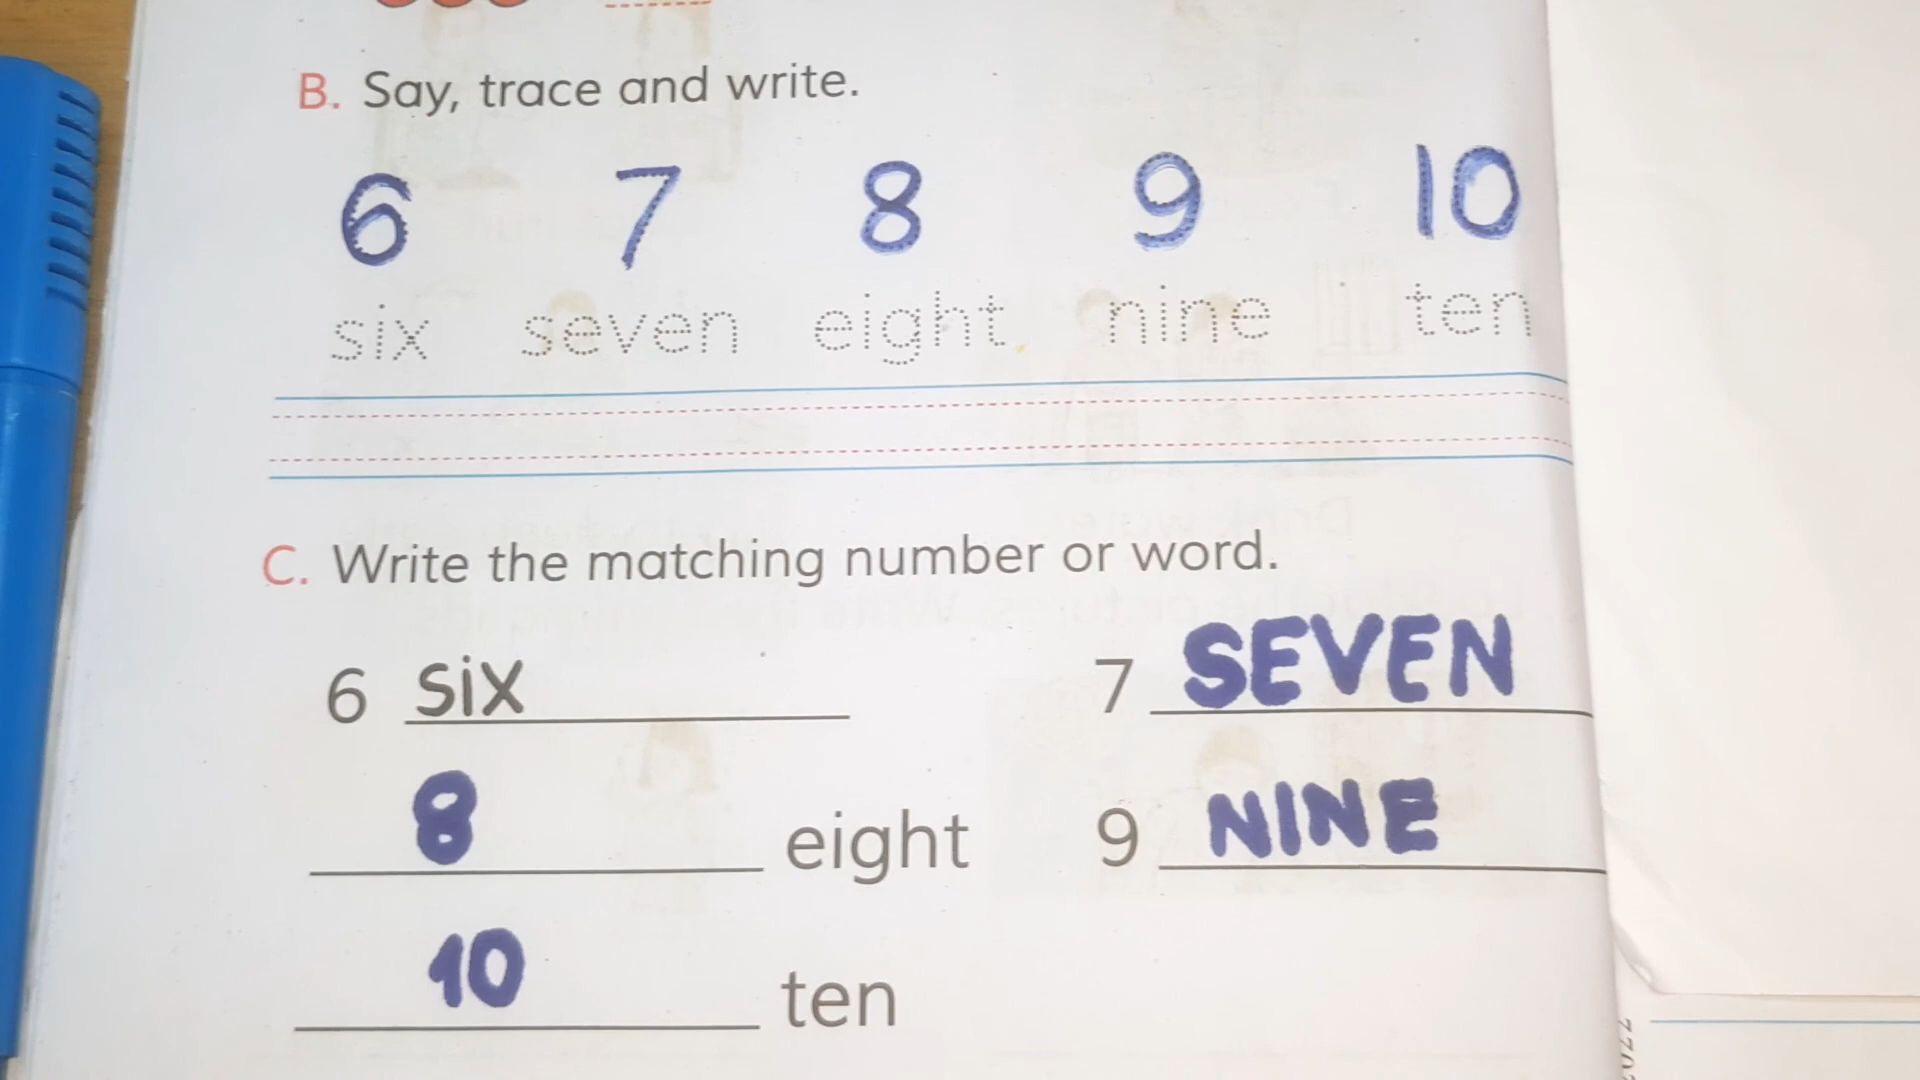 B. Say, trace and write.
6 7 8 9 10
six seven eight nine ten
C. Write the matching number or word.
6 six 7 SEVEN
8 eight 9 NINE
10 ten